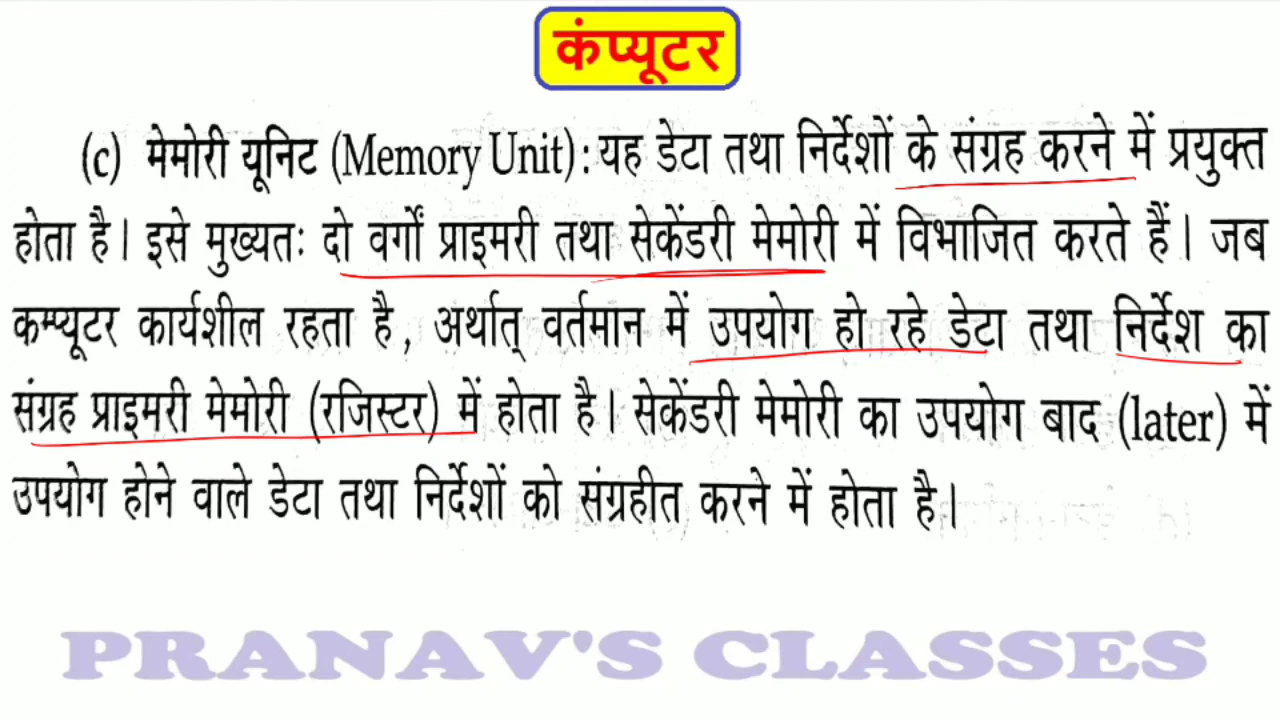 कंप्यूटर
(c) मेमोरी यूनिट (Memory Unit) : यह डेटा तथा निर्देशों के संग्रह करने में प्रयुक्त
होता है। इसे मुख्यतः दो वर्गों प्राइमरी तथा सेकेंडरी मेमोरी में विभाजित करते हैं। जब
कम्प्यूटर कार्यशील रहता है, अर्थात् वर्तमान में उपयोग हो रहे डेटा तथा निर्देश का
संग्रह प्राइमरी मेमोरी (रजिस्टर) में होता है। सेकेंडरी मेमोरी का उपयोग बाद (later) में
उपयोग होने वाले डेटा तथा निर्देशों को संग्रहीत करने में होता है।
PRANAV'S CLASSES